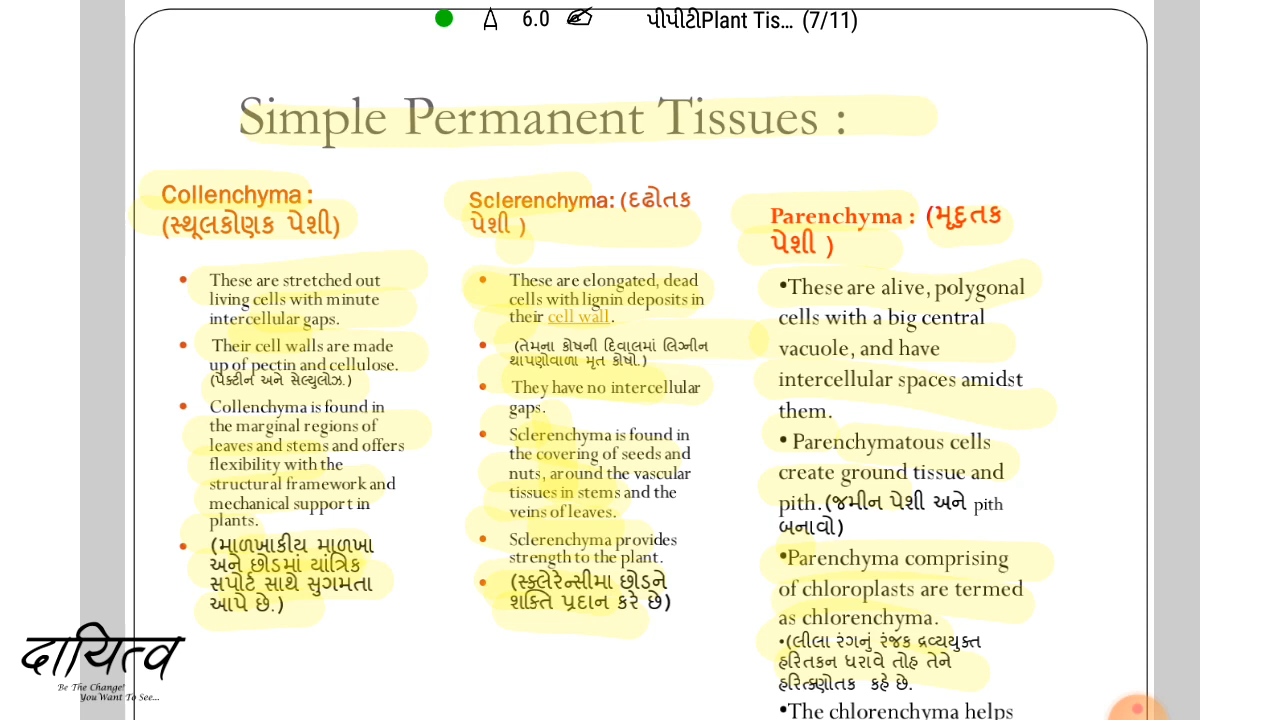 6.0 પીપીટીPlant Tis... (7/11)
Simple Permanent Tissues :
Collenchyma :
(સ્થૂલકોણક પેશી)
These are stretched out
living cells with minute
intercellular gaps.
Their cell walls are made
up of pectin and cellulose.
(પૅક્ટીન અને સેલ્યુલોઝ.)
Collenchyma is found in
the marginal regions of
leaves and stems and offers
flexibility with the
structural framework and
mechanical support in
plants.
(માળખાકીય માળખા
અને છોડમાં યાંત્રિક
સપોર્ટ સાથે સુગમતા
આપે છે.)
Sclerenchyma: (દઢોતક
પેશી )
These are elongated, dead
cells with lignin deposits in
their cell wall.
(તેમના કોષની દિવાલમાં લિગ્નીન
થાપણોવાળા મૃત કોષો.)
They have no intercellular
gaps.
Sclerenchyma is found in
the covering of seeds and
nuts, around the vascular
tissues in stems and the
veins of leaves.
Sclerenchyma provides
strength to the plant.
(સ્ક્લેરેન્સીમા છોડને
શક્તિ પ્રદાન કરે છે)
Parenchyma : (મૃદુતક
પેશી )
•These are alive, polygonal
cells with a big central
vacuole, and have
intercellular spaces amidst
them.
• Parenchymatous cells
create ground tissue and
pith.(જમીન પેશી અને pith
બનાવો)
•Parenchyma comprising
of chloroplasts are termed
as chlorenchyma.
•(લીલા રંગનું રંજક દ્રવ્યયુક્ત
હરિતકન ધરાવે તોહ તેને
હરિત્ક્ણોતક કહે છે.
•The chlorenchyma helps
दायित्व
Be The Change!
You Want To See...